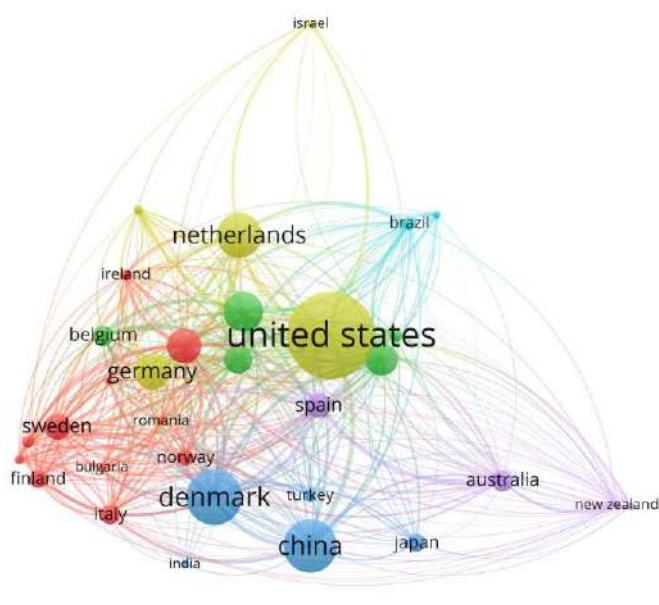 israel
brazil
netherlands
ireland
belgium
united states
germany
spain
romania
sweden
norway
bulgaria
finland
australia
denmark
turkey
new zealand
italy
china
japan
india